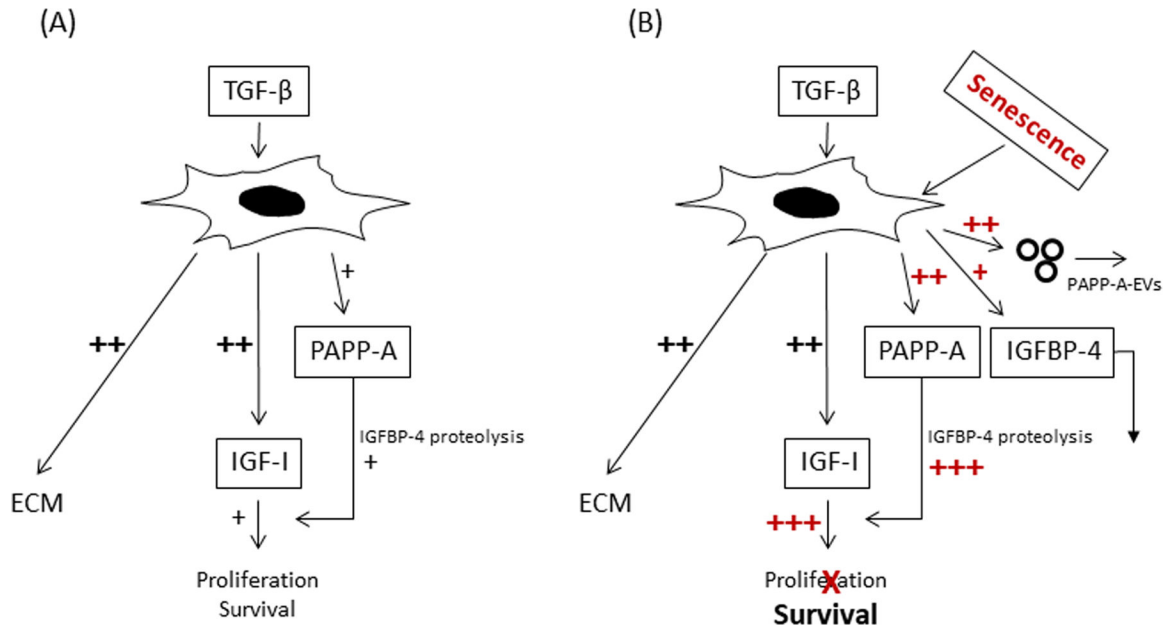 (A)
TGF-β
+
++
++
PAPP-A
IGFBP-4 proteolysis
+
IGF-I
ECM
+
Proliferation
Survival
(B)
TGF-β
Senescence
++
++
+
PAPP-A-EVs
++
++
PAPP-A
IGFBP-4
IGFBP-4 proteolysis
+++
IGF-I
ECM
+++
Proliferation
X
Survival